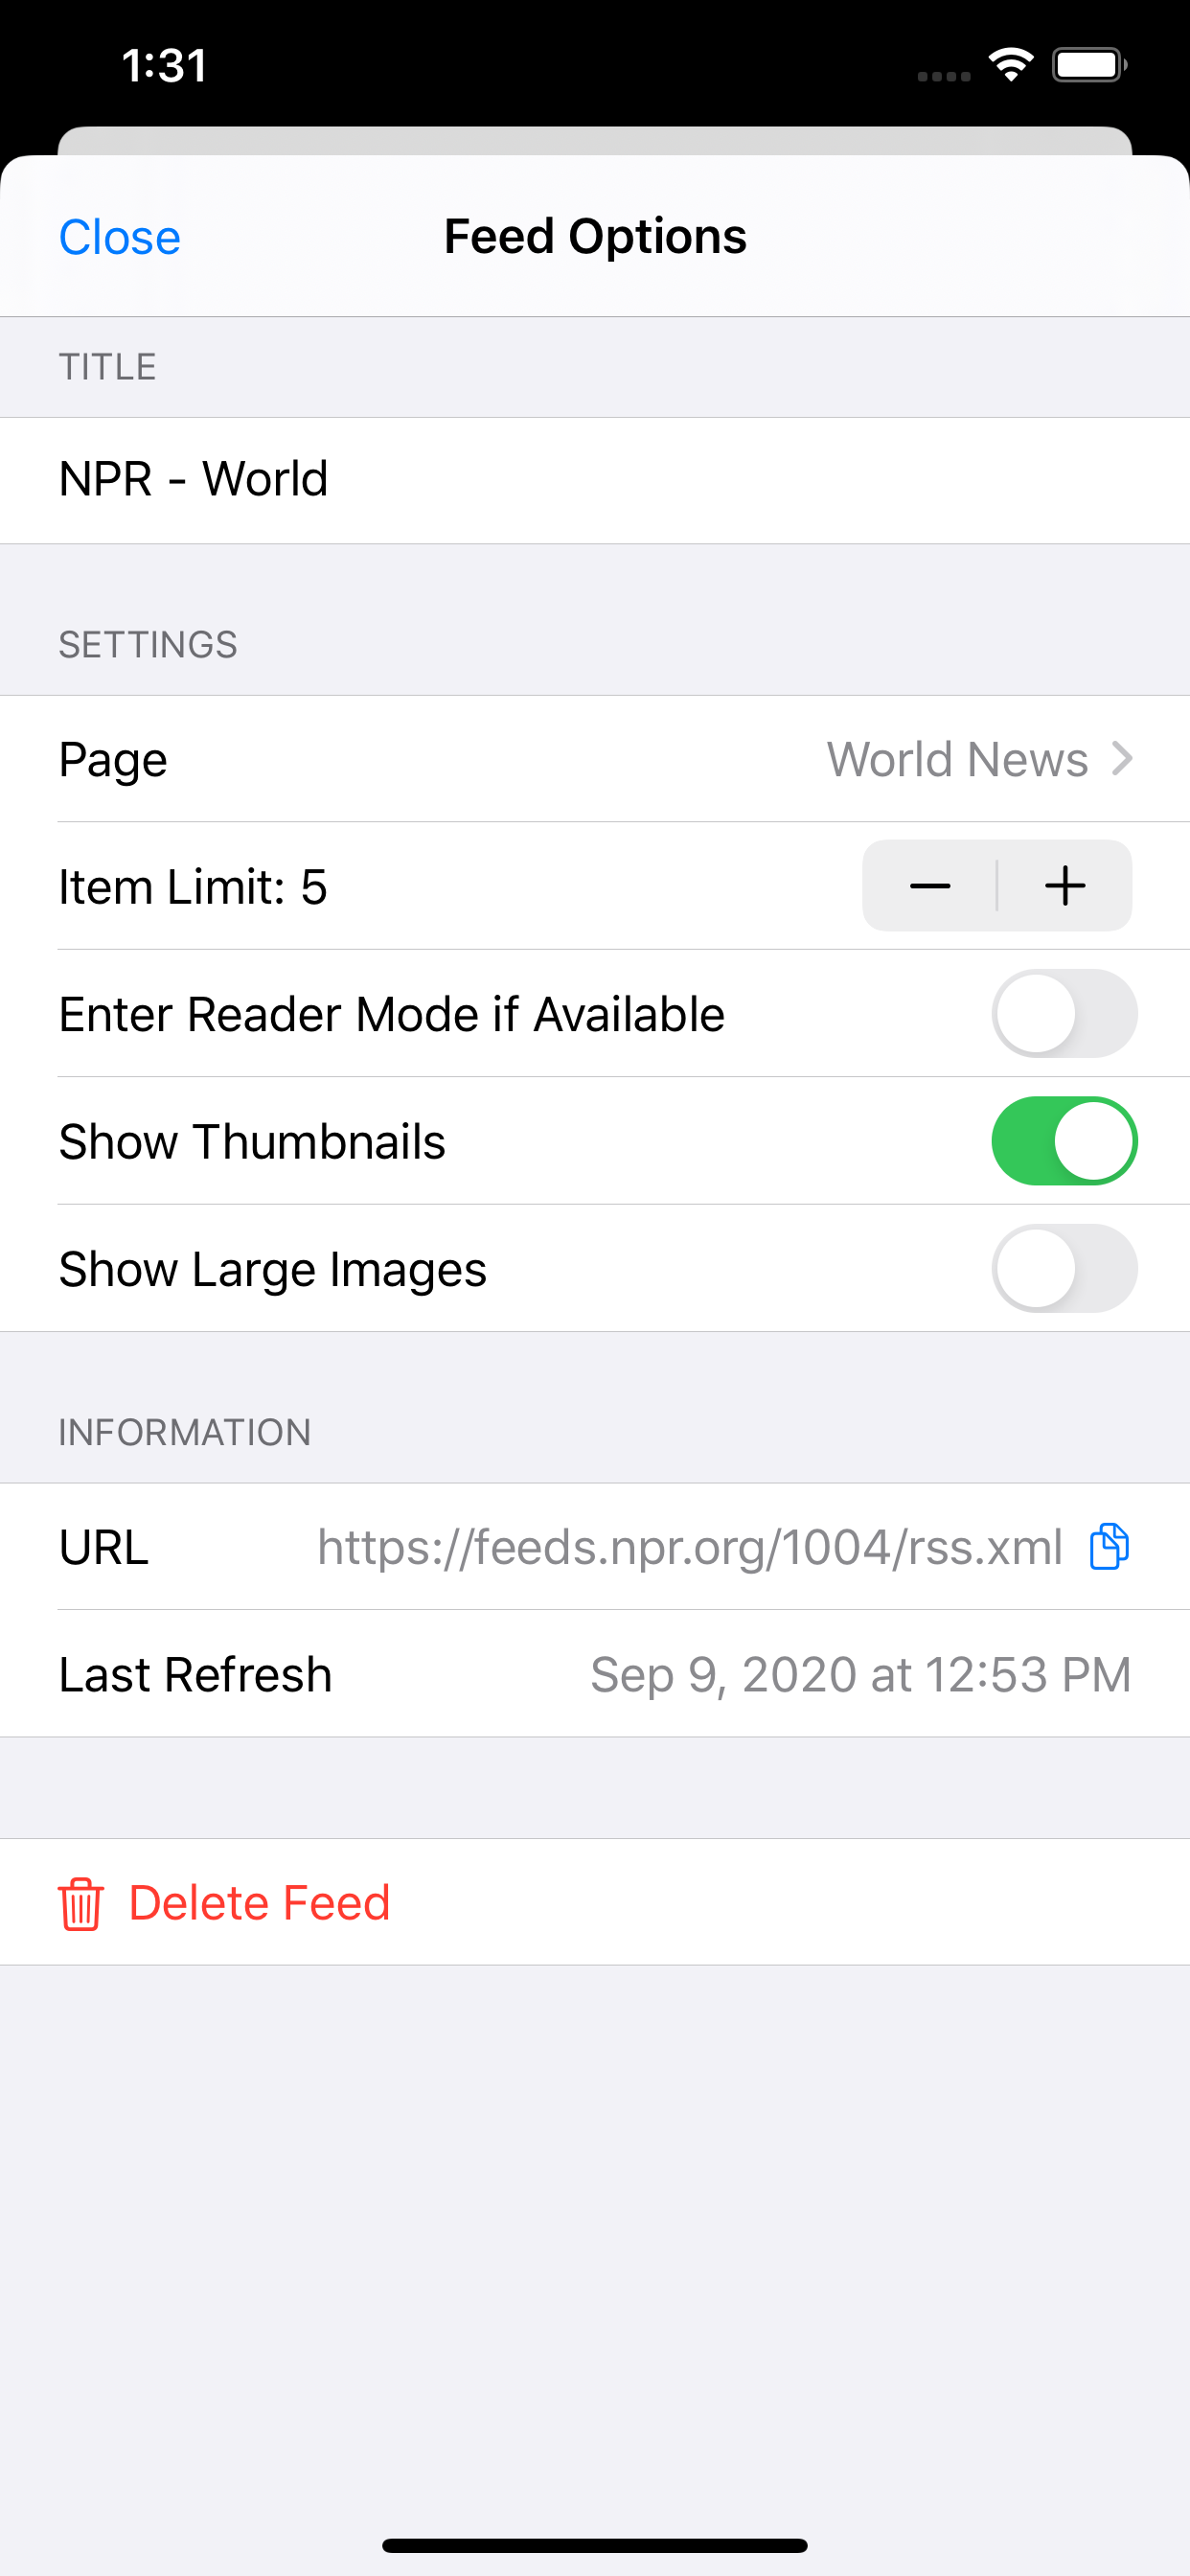 1:31
Close
Feed Options
TITLE
NPR - World
SETTINGS
Page
World News
Item Limit: 5
Enter Reader Mode if Available
Show Thumbnails
Show Large Images
INFORMATION
URL
https://feeds.npr.org/1004/rss.xml
Last Refresh
Sep 9, 2020 at 12:53 PM
Delete Feed